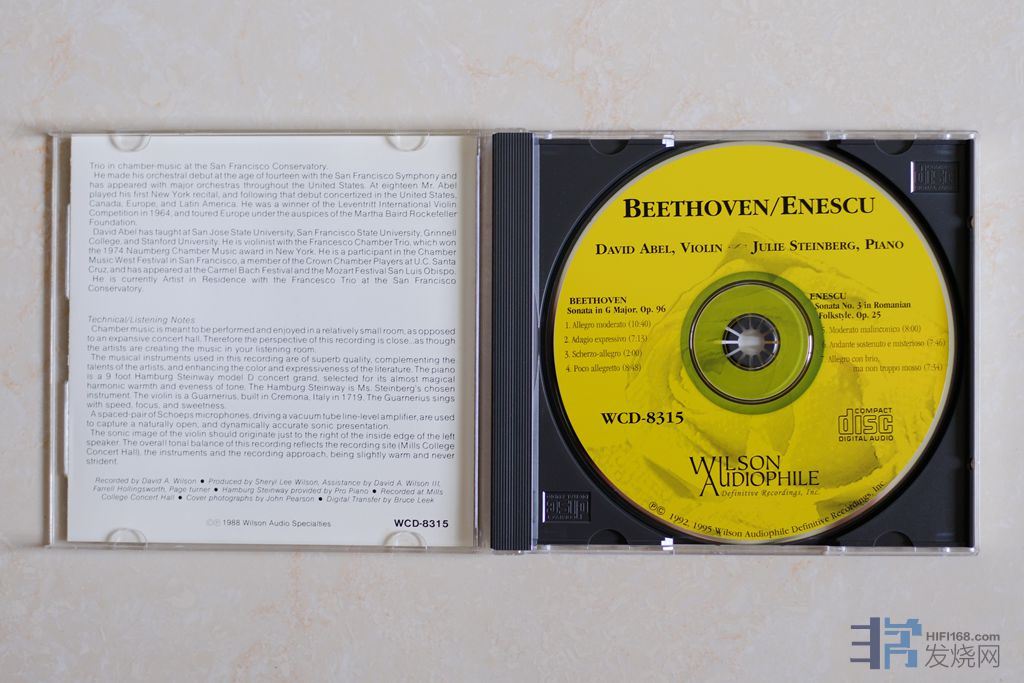 Trio in chamber-music at the San Francisco Conservatory.
He made his orchestral debut at the age of fourteen with the San Francisco Symphony and
has appeared with major orchestras throughout the United States. At eighteen Mr. Abel
played his first New York recital, and following that debut concertized in the United States,
Canada, Europe, and Latin America. He was a winner of the Leventritt International Violin
Competition in 1964, and toured Europe under the auspices of the Martha Baird Rockefeller
Foundation.
David Abel has taught at San Jose State University, San Francisco State University, Grinnell
College, and Stanford University. He is violinist with the Francesco Chamber Trio, which won
the 1974 Naumberg Chamber Music award in New York. He is a participant in the Chamber
Music West Festival in San Francisco, a member of the Crown Chamber Players at U.C. Santa
Cruz, and has appeared at the Carmel Bach Festival and the Mozart Festival San Luis Obispo.
He is currently Artist in Residence with the Francesco Trio at the San Francisco
Conservatory.
Technical/Listening Notes
Chamber music is meant to be performed and enjoyed in a relatively small room, as opposed
to an expansive concert hall. Therefore the perspective of this recording is close...as though
the artists are creating the music in your listening room.
The musical instruments used in this recording are of superb quality, complementing the
talents of the artists, and enhancing the color and expressiveness of the literature. The piano
is a 9 foot Hamburg Steinway model D concert grand, selected for its almost magical
harmonic warmth and eveness of tone. The Hamburg Steinway is Ms. Steinberg's chosen
instrument. The violin is a Guarnerius, built in Cremona, Italy in 1719. The Guarnerius sings
with speed, focus, and sweetness.
A spaced-pair of Schoeps microphones, driving a vacuum tube line-level amplifier, are used
to capture a naturally open, and dynamically accurate sonic presentation.
The sonic image of the violin should originate just to the right of the inside edge of the left
speaker. The overall tonal balance of this recording reflects the recording site (Mills College
Concert Hall), the instruments and the recording approach, being slightly warm and never
strident.
Recorded by David A. Wilson ● Produced by Sheryl Lee Wilson, Assistance by David A. Wilson III,
Farrell Hollingsworth, Page turner ● Hamburg Steinway provided by Pro Piano ● Recorded at Mills
College Concert Hall ● Cover photographs by John Pearson ● Digital Transfer by Bruce Leek
©℗ 1988 Wilson Audio Specialties
WCD-8315
BEETHOVEN/ENESCU
DAVID ABEL, VIOLIN
JULIE STEINBERG, PIANO
BEETHOVEN
Sonata in G Major, Op. 96
1. Allegro moderato (10:40)
2. Adagio expressivo (7:13)
3. Scherzo-allegro (2:00)
4. Poco allegretto (8:48)
ENESCU
Sonata No. 3 in Romanian
Folkstyle, Op. 25
5. Moderato malinconica (8:00)
6. Andante sostenuto e misterioso (7:46)
Allegro con brio,
ma non troppo mosso (7:34)
WCD-8315
COMPACT
disc
DIGITAL AUDIO
WILSON
AUDIOPHILE
Definitive Recordings, Inc.
℗© 1992, 1995 Wilson Audiophile Definitive Recordings, Inc.
HIFI168.com
发烧网